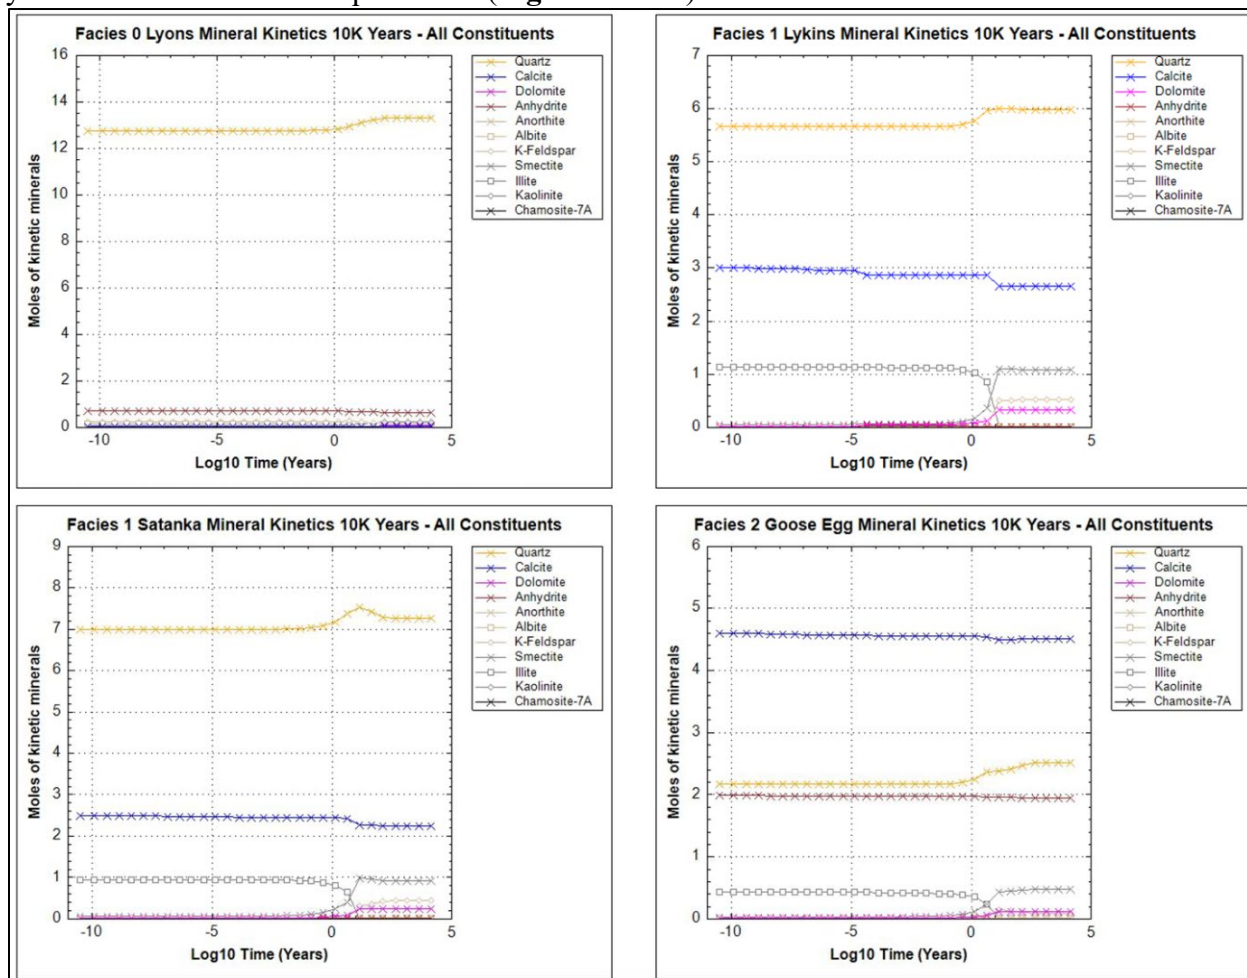 Facies 0 Lyons Mineral Kinetics 10K Years - All Constituents
16
14
12
10
8
6
4
2
0
-10
-5
0
5
Moles of kinetic minerals
Log10 Time (Years)
Quartz
Calcite
Dolomite
Anhydrite
Anorthite
Albite
K-Feldspar
Smectite
Illite
Kaolinite
Chamosite-7A
Facies 1 Lykins Mineral Kinetics 10K Years - All Constituents
7
6
5
4
3
2
1
0
-10
-5
0
5
Moles of kinetic minerals
Log10 Time (Years)
Quartz
Calcite
Dolomite
Anhydrite
Anorthite
Albite
K-Feldspar
Smectite
Illite
Kaolinite
Chamosite-7A
Facies 1 Satanka Mineral Kinetics 10K Years - All Constituents
9
8
7
6
5
4
3
2
1
0
-10
-5
0
5
Moles of kinetic minerals
Log10 Time (Years)
Quartz
Calcite
Dolomite
Anhydrite
Anorthite
Albite
K-Feldspar
Smectite
Illite
Kaolinite
Chamosite-7A
Facies 2 Goose Egg Mineral Kinetics 10K Years - All Constituents
6
5
4
3
2
1
0
-10
-5
0
5
Moles of kinetic minerals
Log10 Time (Years)
Quartz
Calcite
Dolomite
Anhydrite
Anorthite
Albite
K-Feldspar
Smectite
Illite
Kaolinite
Chamosite-7A